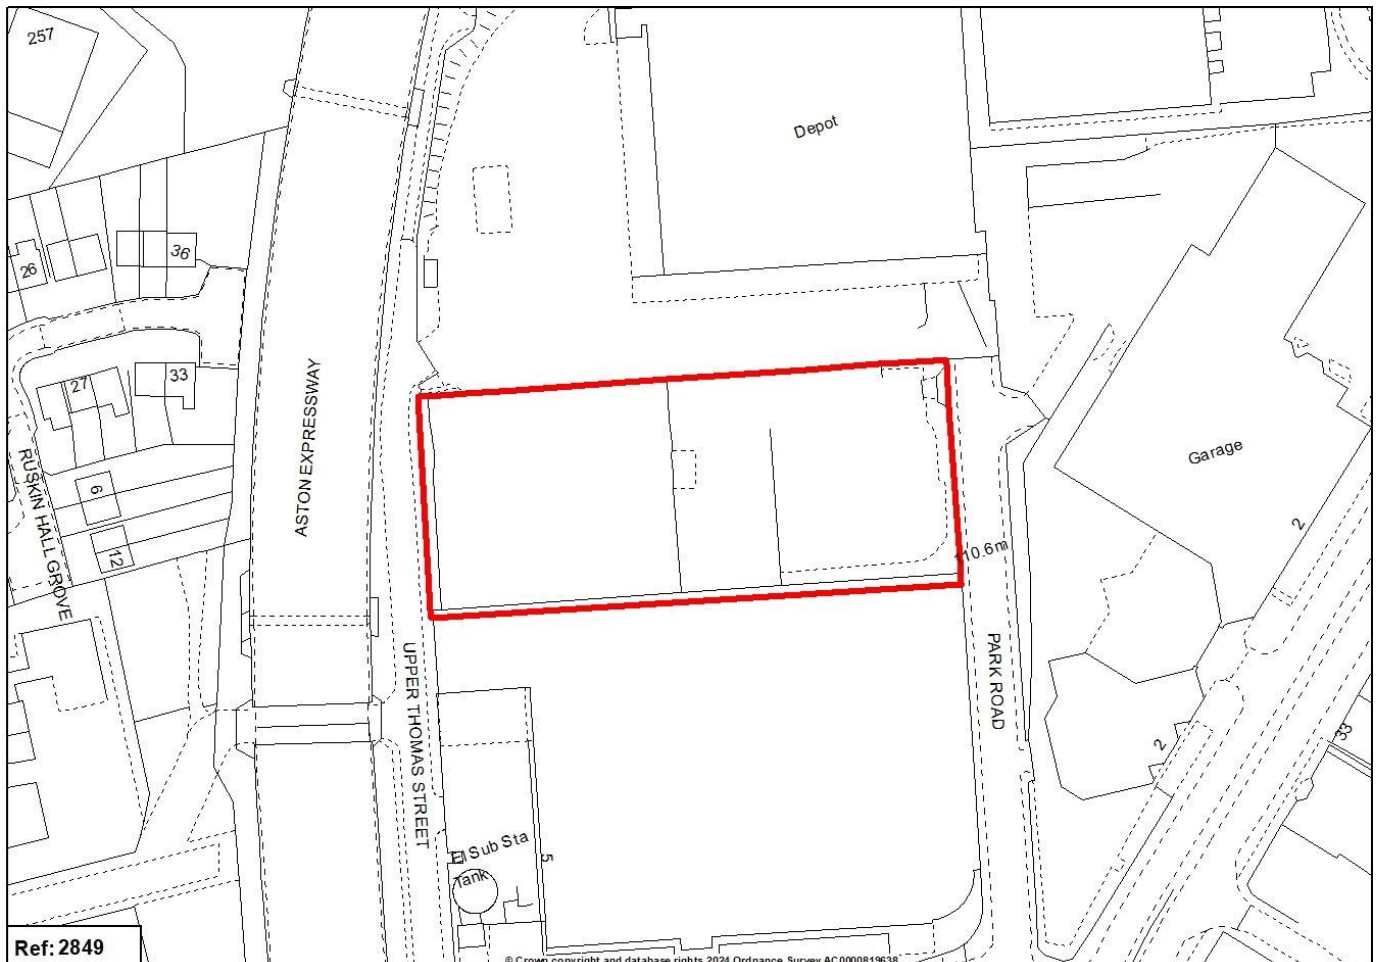 257
Depot
36
26
33
27
ASTON EXPRESSWAY
Garage
6
RUSKIN HALL GROVE
2
12
110.6m
UPPER THOMAS STREET
PARK ROAD
2
33
El Sub Sta
5
Tank
Ref: 2849
© Crown copyright and database rights 2024 Ordnance Survey AC0000819638